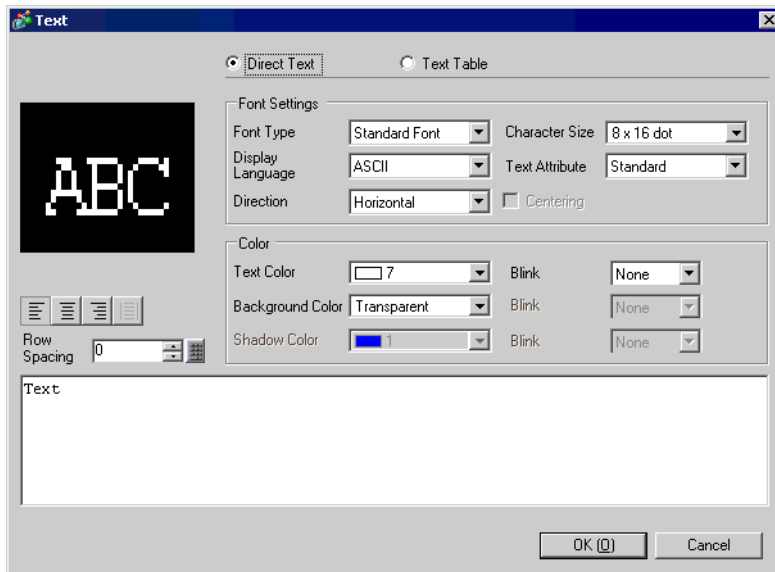 Text
Direct Text
Text Table
ABC
Font Settings
Font Type
Standard Font
Character Size
8 x 16 dot
Display
Language
ASCII
Text Attribute
Standard
Direction
Horizontal
Centering
Color
Text Color
7
Blink
None
Background Color
Transparent
Blink
None
Shadow Color
1
Blink
None
Row
Spacing
0
Text
OK (O)
Cancel